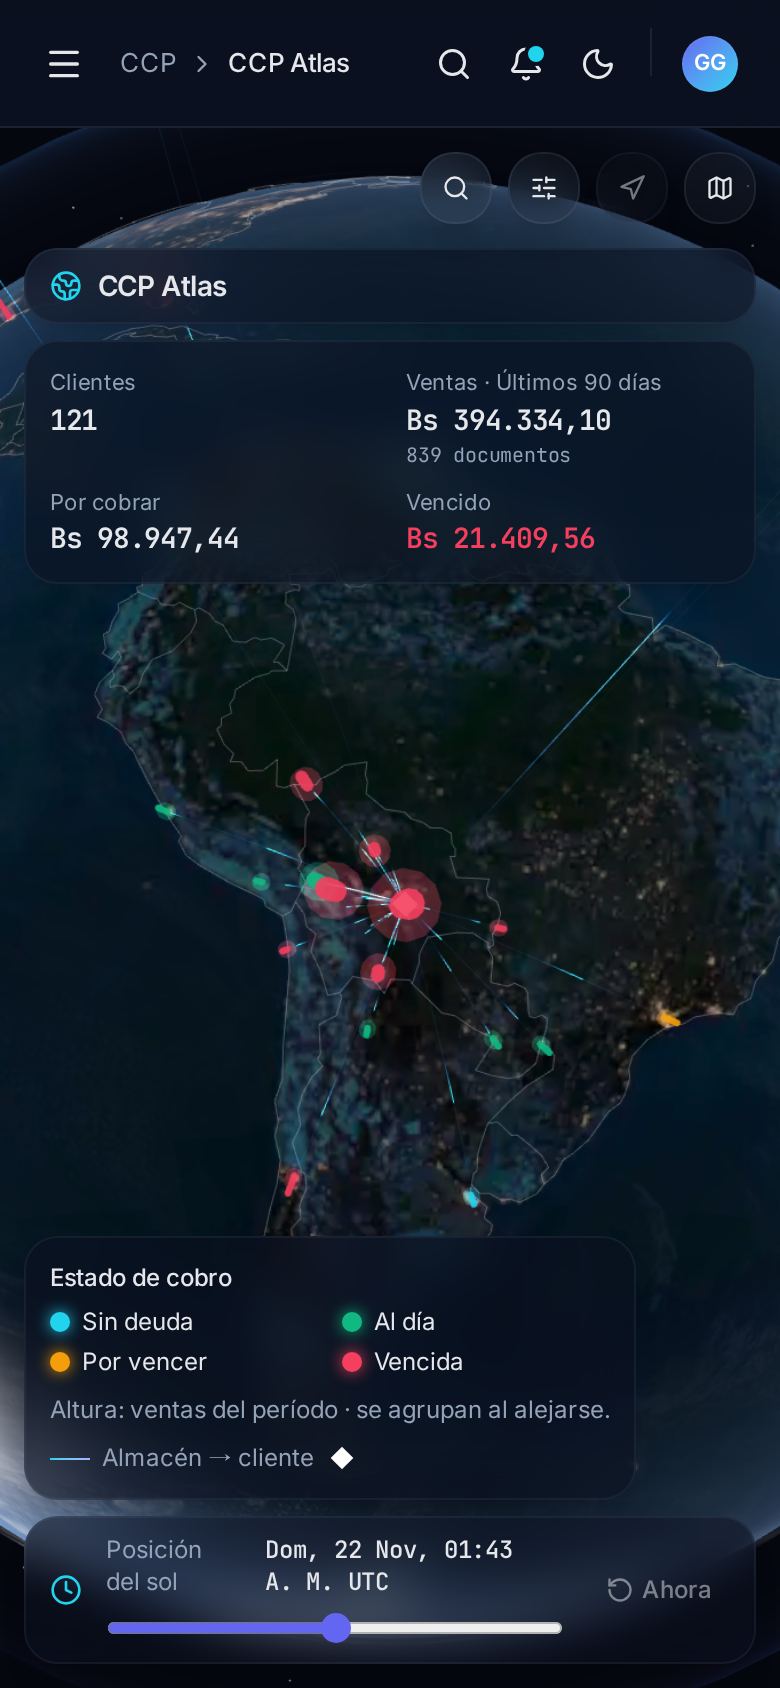 CCP > CCP Atlas
GG
CCP Atlas
Clientes
121
Ventas · Últimos 90 días
Bs 394.334,10
839 documentos
Por cobrar
Bs 98.947,44
Vencido
Bs 21.409,56
Estado de cobro
Sin deuda
Al día
Por vencer
Vencida
Altura: ventas del período · se agrupan al alejarse.
Almacén → cliente
Posición
del sol
Dom, 22 Nov, 01:43
A. M. UTC
Ahora